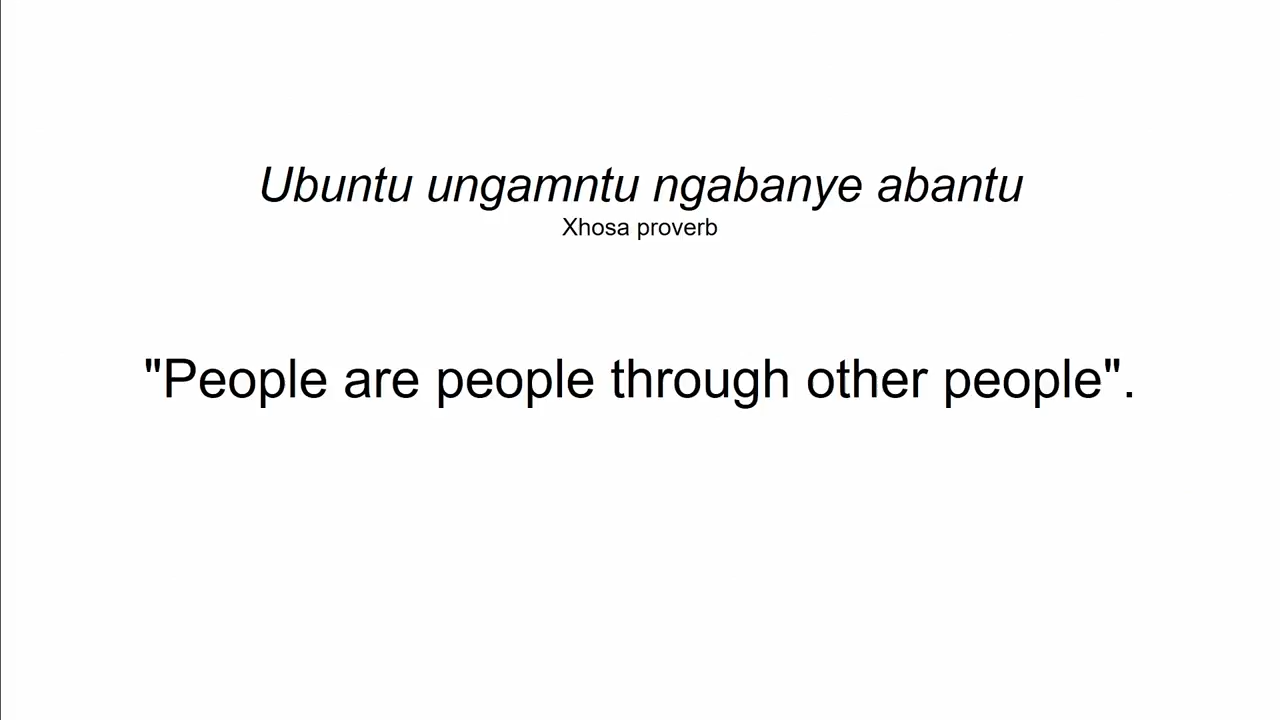 Ubuntu ungamntu ngabanye abantu
Xhosa proverb
"People are people through other people".